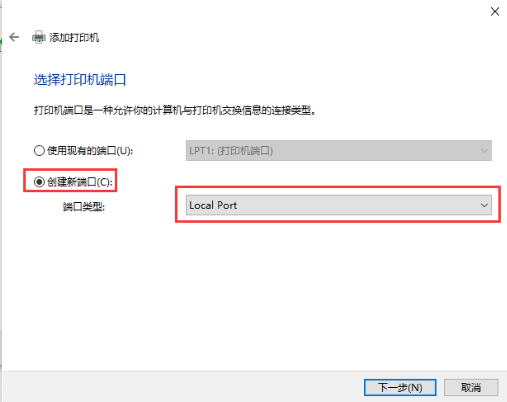 添加打印机
选择打印机端口
打印机端口是一种允许你的计算机与打印机交换信息的连接类型。
使用现有的端口(U): LPT1: (打印机端口)
创建新端口(C):
端口类型: Local Port
下一步(N) 取消